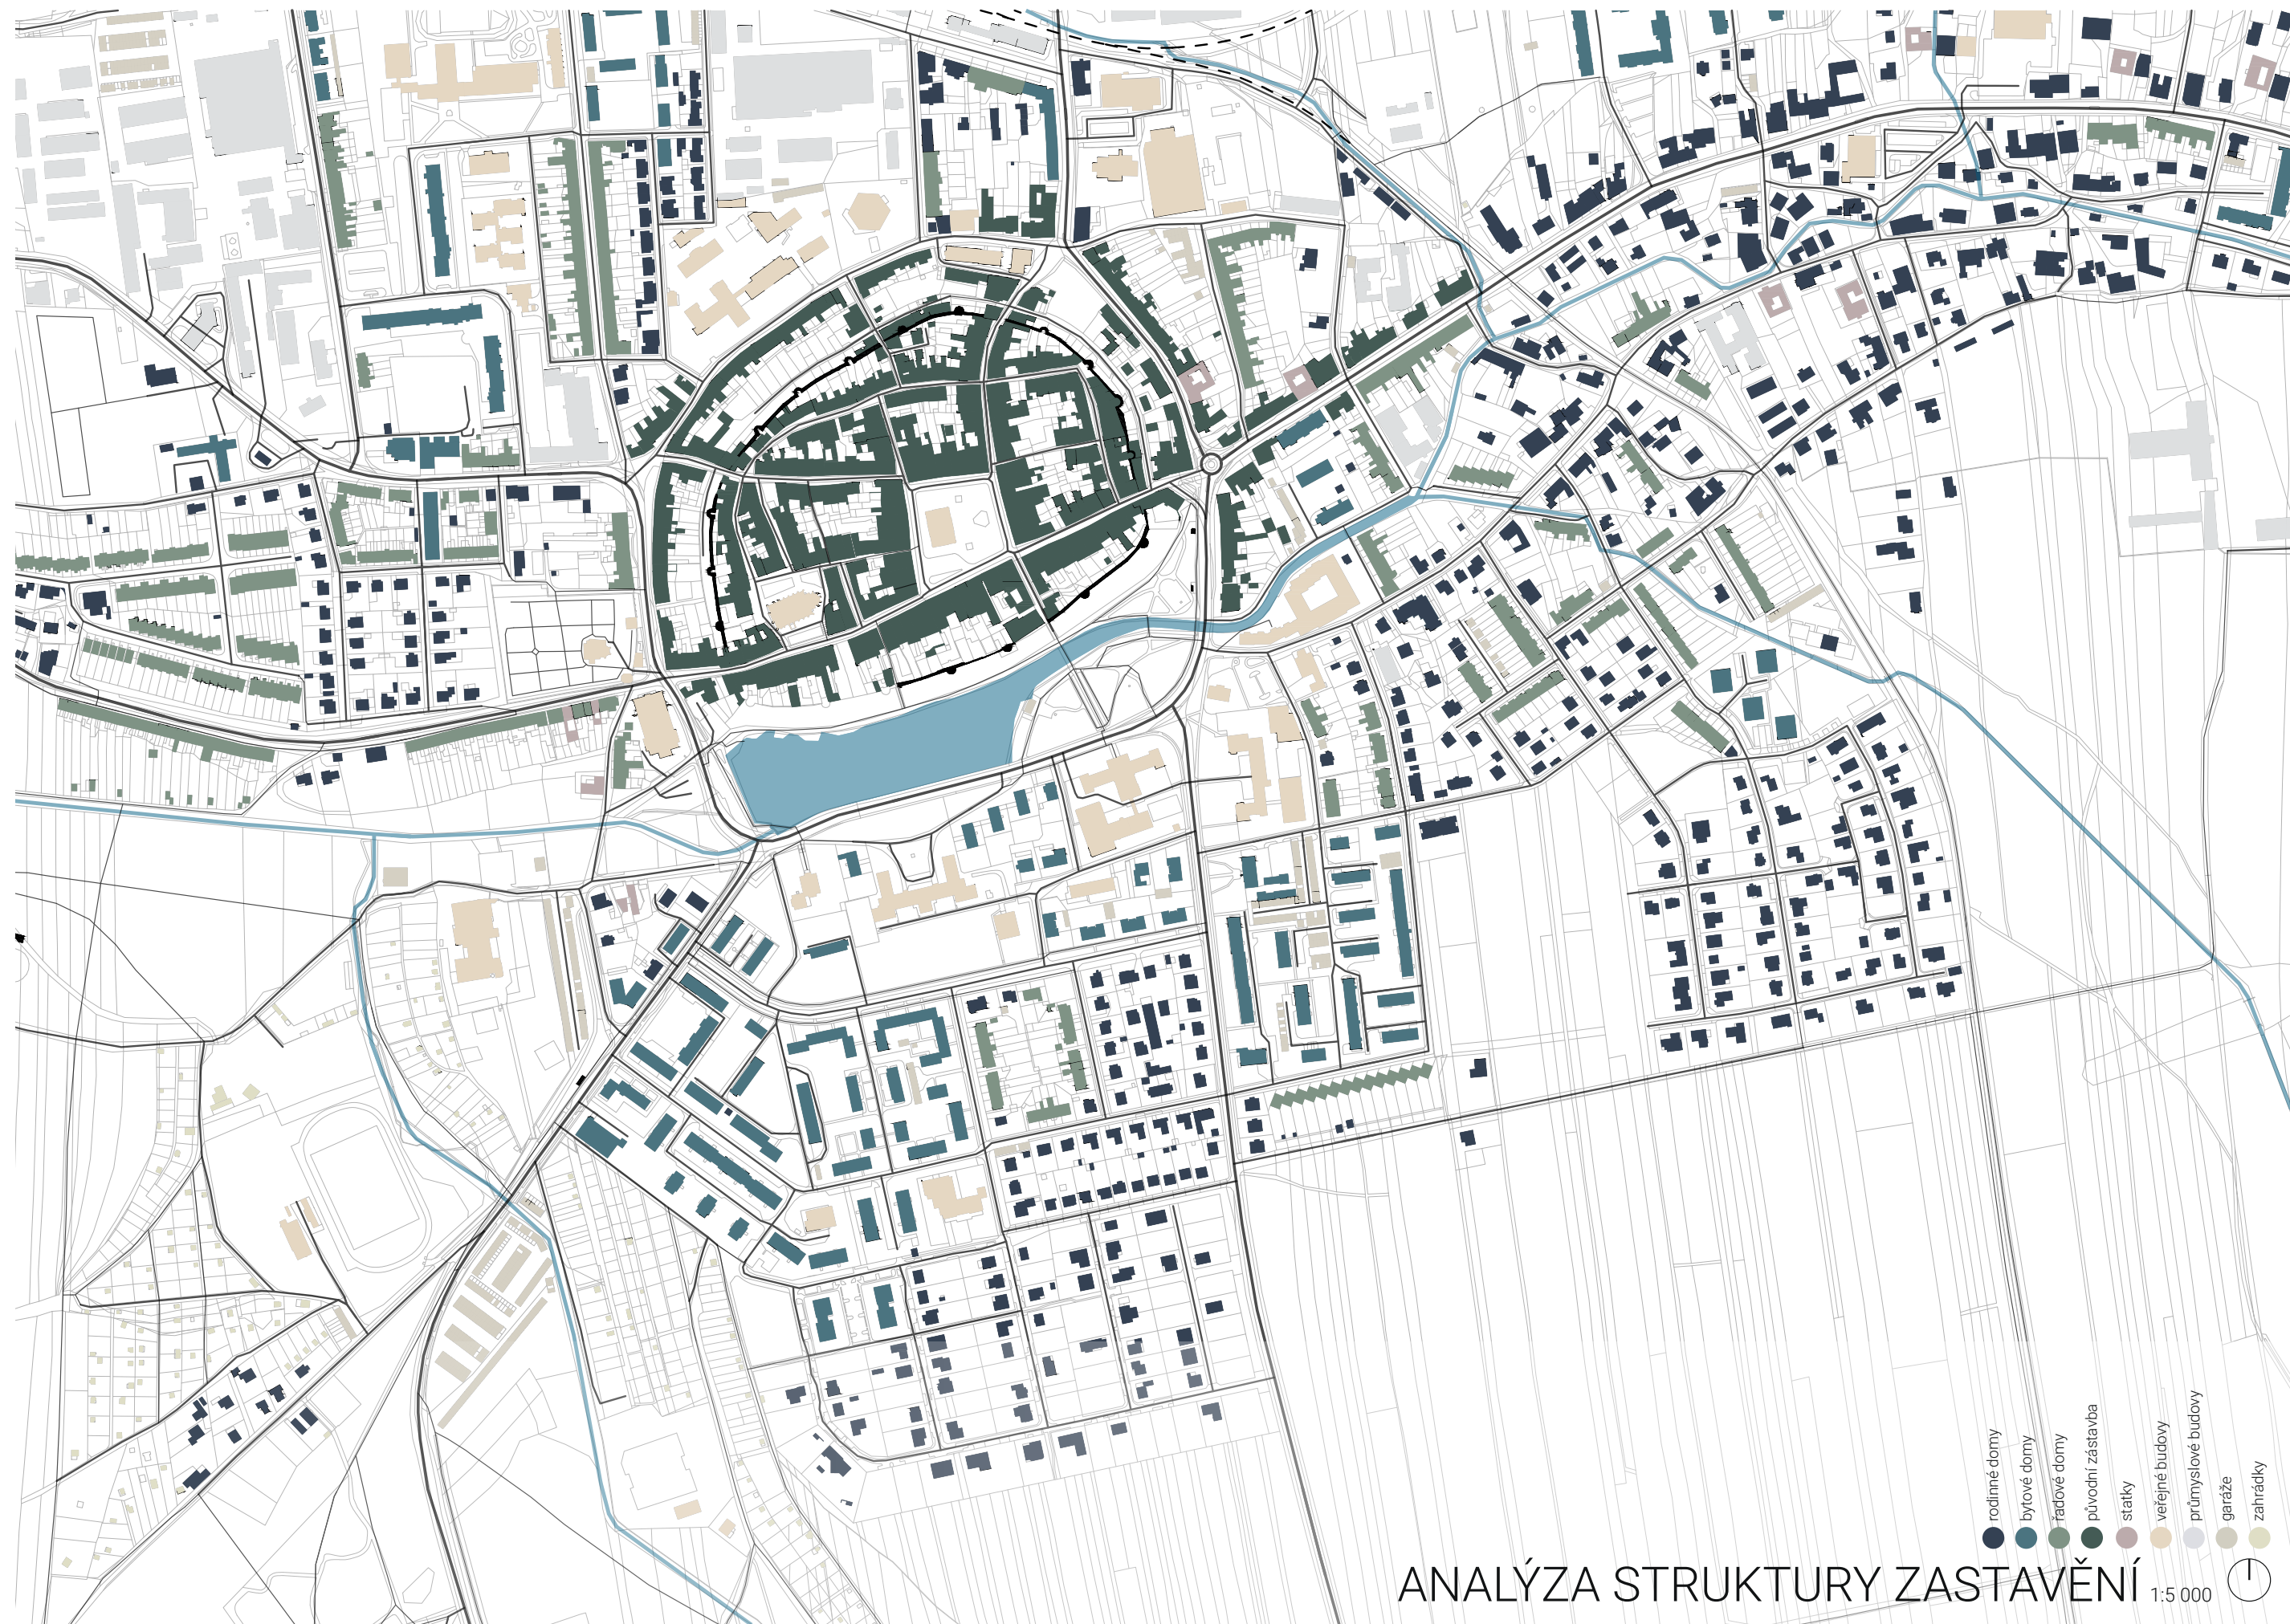 rodinné domy
bytové domy
řadové domy
původní zástavba
statky
veřejné budovy
průmyslové budovy
garáže
zahrádky
ANALÝZA STRUKTURY ZASTAVĚNÍ 1:5 000